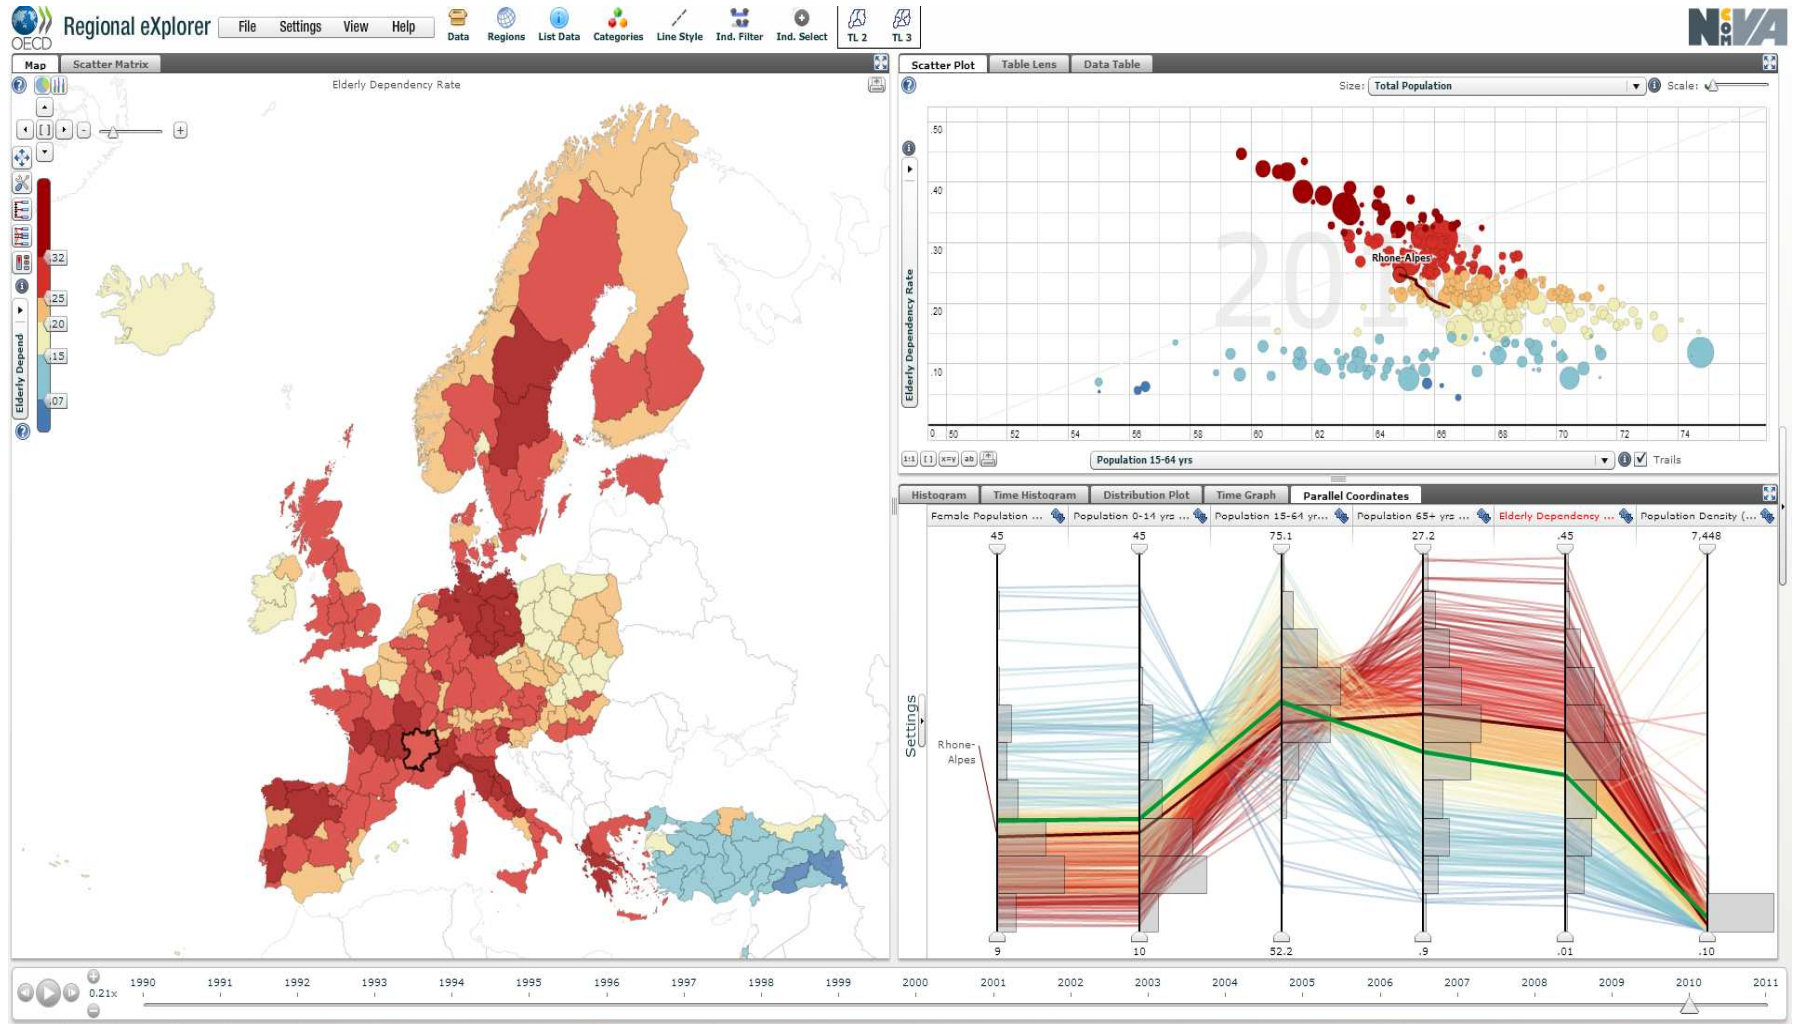 OECD
Regional eXplorer
File Settings View Help
Data Regions List Data Categories Line Style Ind. Filter Ind. Select TL 2 TL 3
NCOMVA
Map Scatter Matrix
Elderly Dependency Rate
[ ] - +
.32
.25
.20
.15
.07
Elderly Depend
Scatter Plot Table Lens Data Table
Size: Total Population Scale:
Elderly Dependency Rate
.50
.40
.30
.20
.10
Rhone-Alpes
0 50 52 54 56 58 60 62 64 66 68 70 72 74
1:1 [ ] x=y ab Population 15-64 yrs Trails
Histogram Time Histogram Distribution Plot Time Graph Parallel Coordinates
Female Population ... Population 0-14 yrs ... Population 15-64 yr... Population 65+ yrs ... Elderly Dependency ... Population Density (...
45 45 75.1 27.2 .45 7,448
Settings
Rhone-
Alpes
9 10 52.2 .9 .01 .10
0.21x
1990 1991 1992 1993 1994 1995 1996 1997 1998 1999 2000 2001 2002 2003 2004 2005 2006 2007 2008 2009 2010 2011